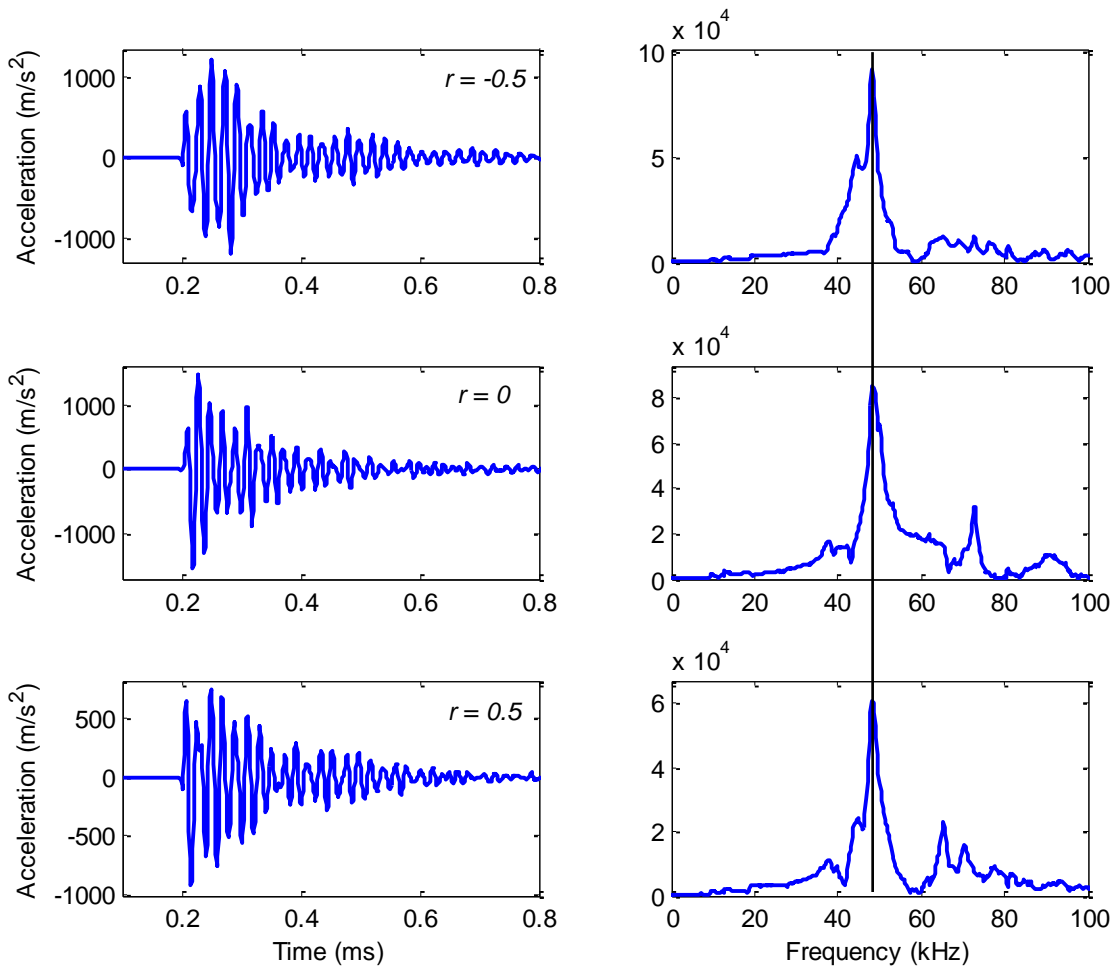 x 10^4
Acceleration (m/s^2)
1000
0
-1000
r = -0.5
0.2 0.4 0.6 0.8
10
5
0
0 20 40 60 80 100
x 10^4
Acceleration (m/s^2)
1000
0
-1000
r = 0
0.2 0.4 0.6 0.8
8
6
4
2
0
0 20 40 60 80 100
x 10^4
Acceleration (m/s^2)
500
0
-500
-1000
r = 0.5
0.2 0.4 0.6 0.8
Time (ms)
6
4
2
0
0 20 40 60 80 100
Frequency (kHz)